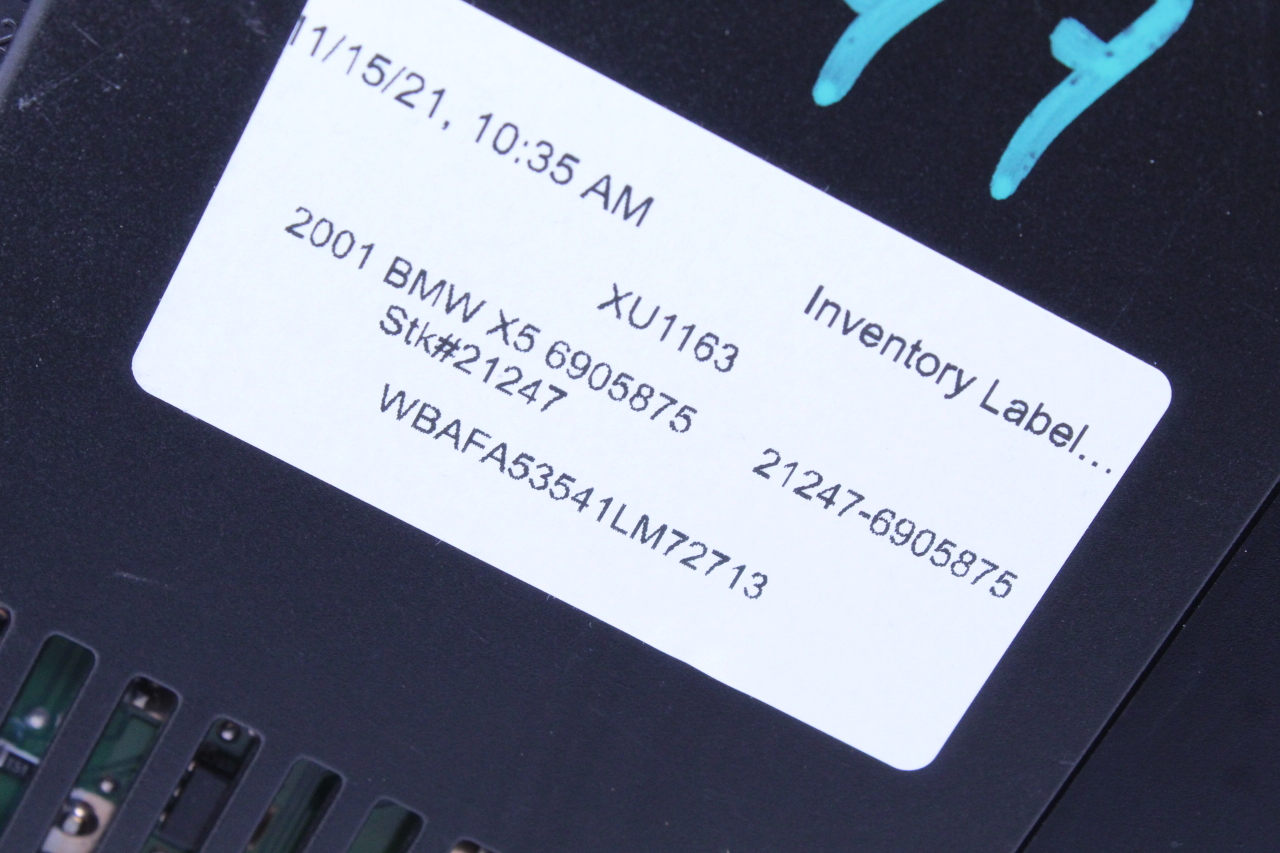 11/15/21, 10:35 AM
Inventory Label...
XU1163
2001 BMW X5 6905875
21247-6905875
Stk#21247
WBAFA53541LM72713